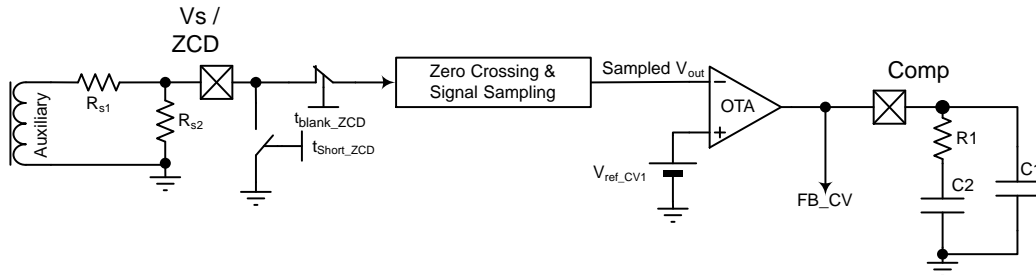 Vs /
ZCD
Auxiliary
Rs1
Rs2
tblank_ZCD
tShort_ZCD
Zero Crossing &
Signal Sampling
Sampled Vout
OTA
−
+
Vref_CV1
FB_CV
Comp
R1
C2
C1